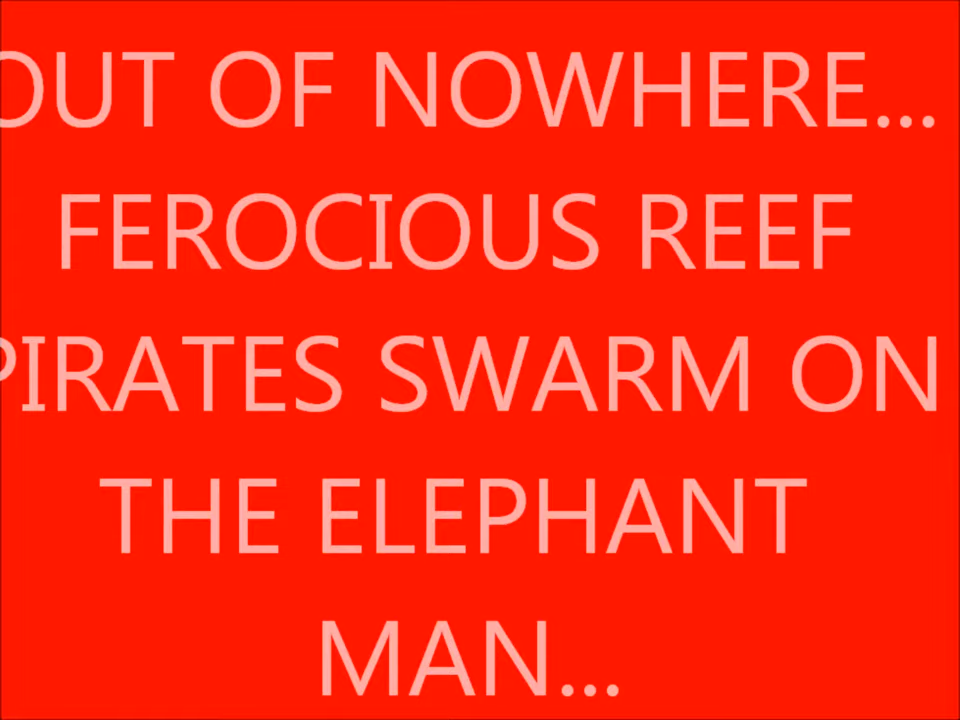 OUT OF NOWHERE...
FEROCIOUS REEF
PIRATES SWARM ON
THE ELEPHANT
MAN...